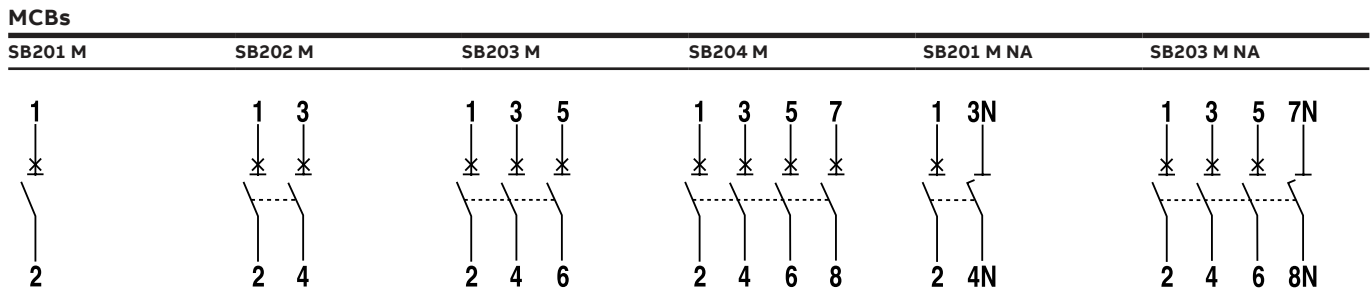 MCBs
SB201 M SB202 M SB203 M SB204 M SB201 M NA SB203 M NA
1 1 3 1 3 5 1 3 5 7 1 3N 1 3 5 7N
2 2 4 2 4 6 2 4 6 8 2 4N 2 4 6 8N